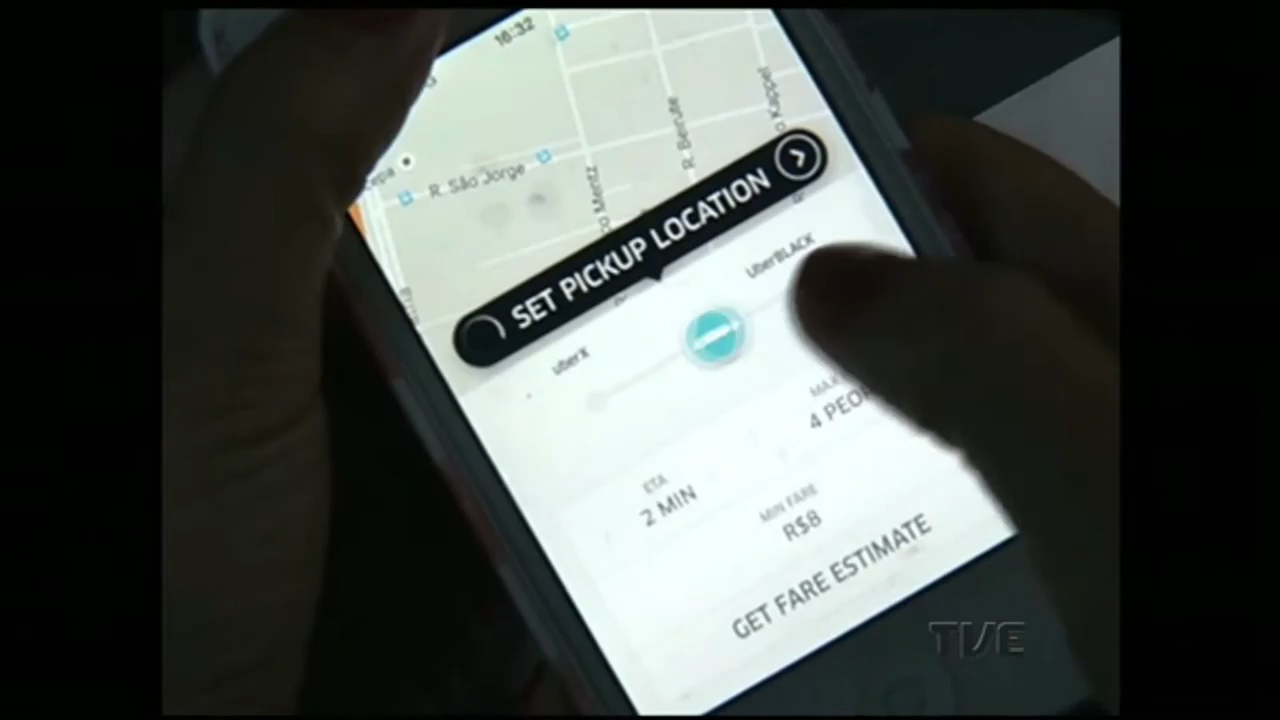 16:32
R. São Jorge
R. Beirute
o Kappel
SET PICKUP LOCATION
uberX
UberBLACK
ETA
2 MIN
MAX
4 PEO
MIN FARE
R$8
GET FARE ESTIMATE
TVE